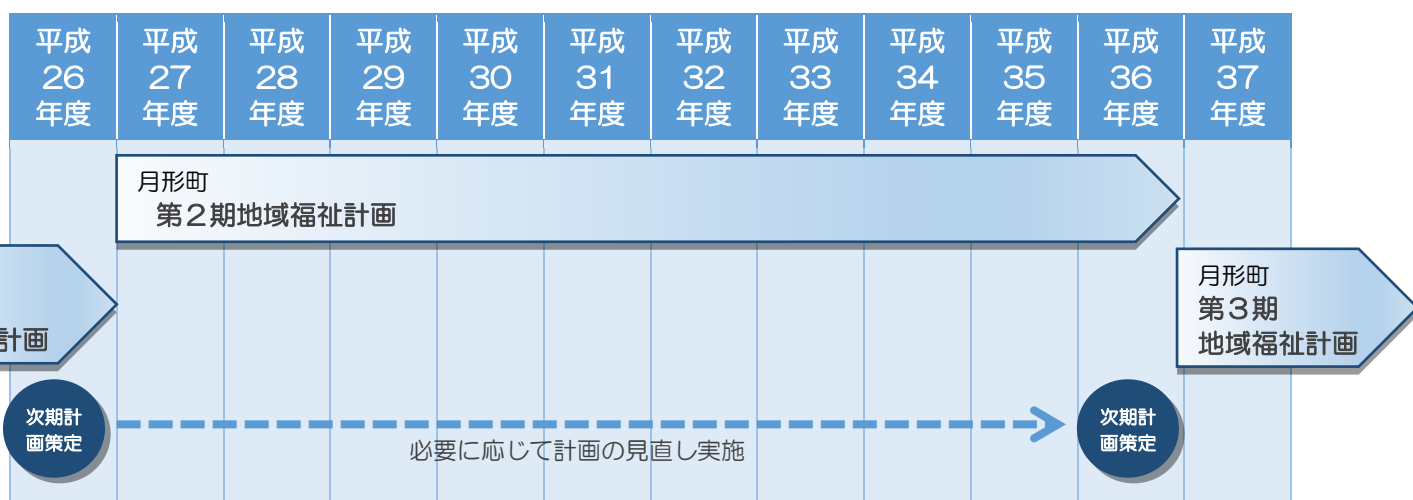 平成
26
年度
平成
27
年度
平成
28
年度
平成
29
年度
平成
30
年度
平成
31
年度
平成
32
年度
平成
33
年度
平成
34
年度
平成
35
年度
平成
36
年度
平成
37
年度
月形町
第２期地域福祉計画
計画
月形町
第３期
地域福祉計画
次期計
画策定
必要に応じて計画の見直し実施
次期計
画策定